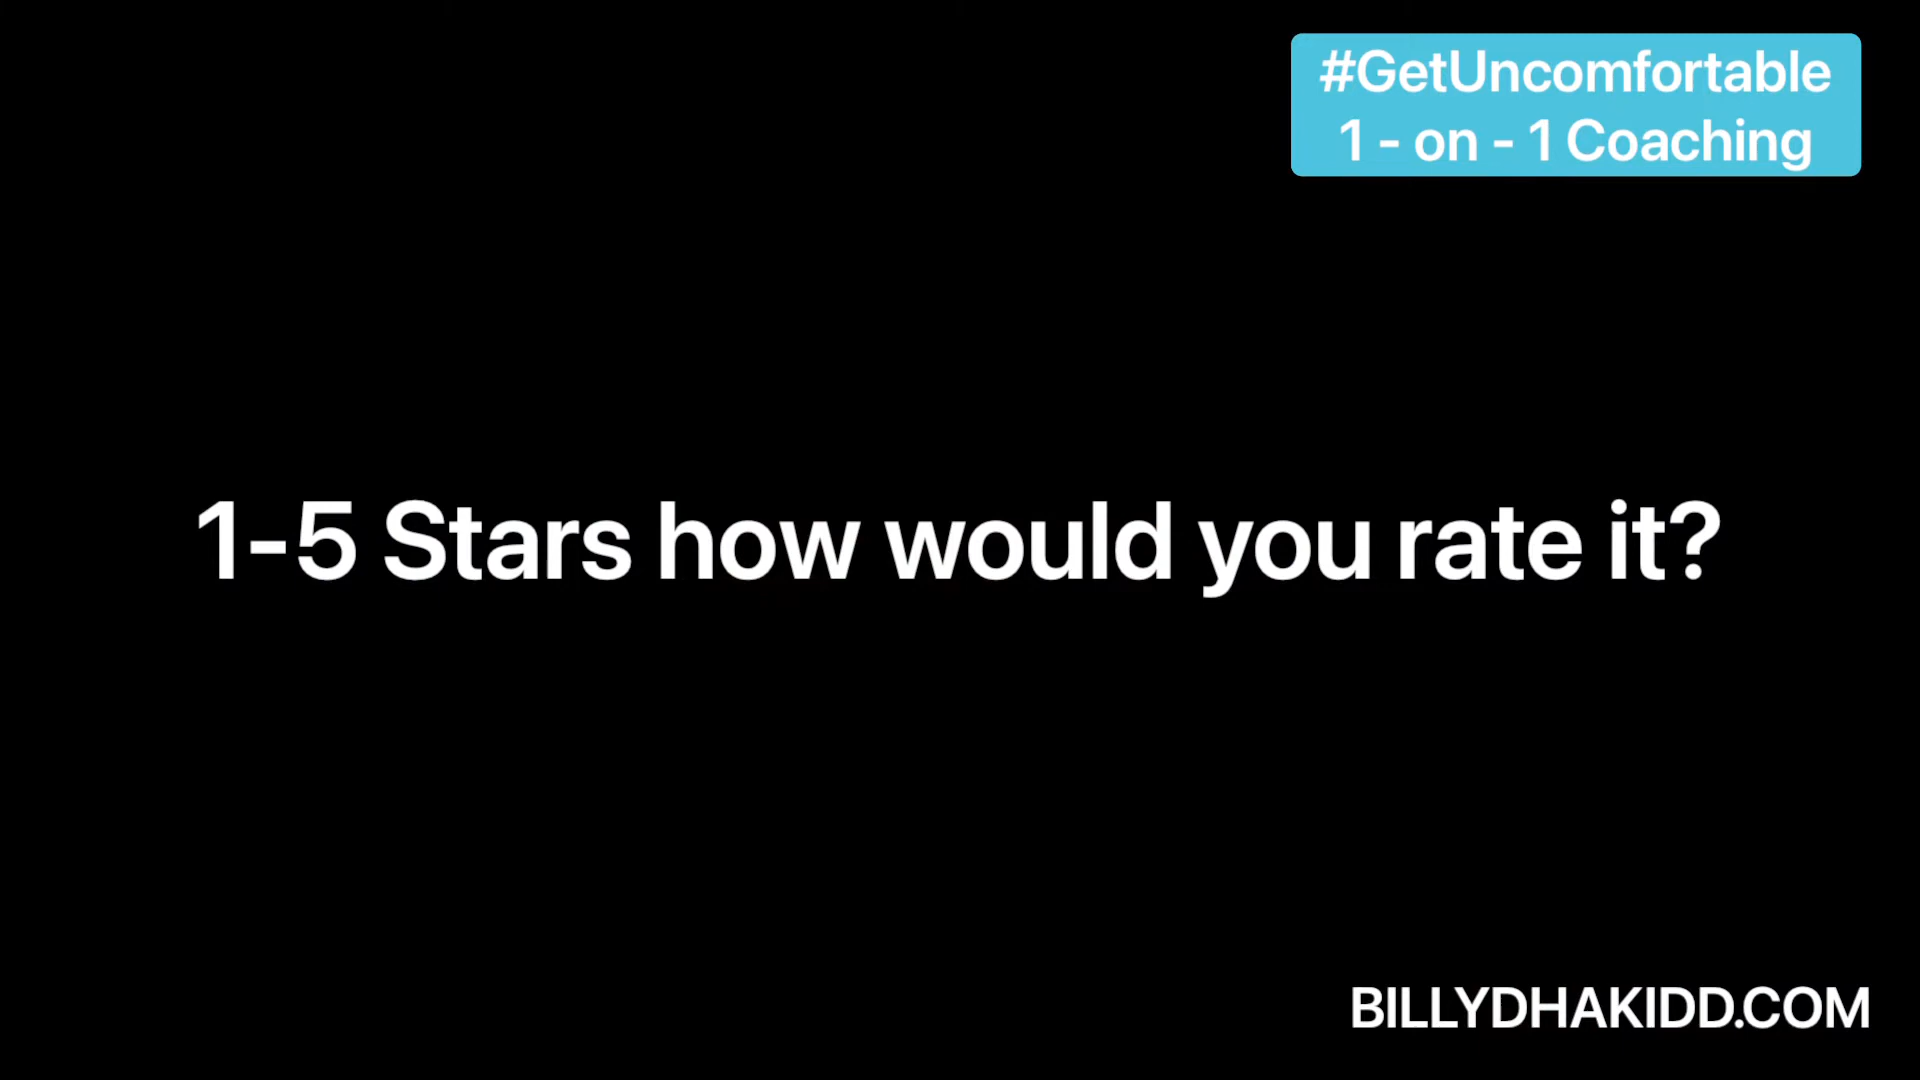 #GetUncomfortable
1 - on - 1 Coaching
1-5 Stars how would you rate it?
BILLYDHAKIDD.COM